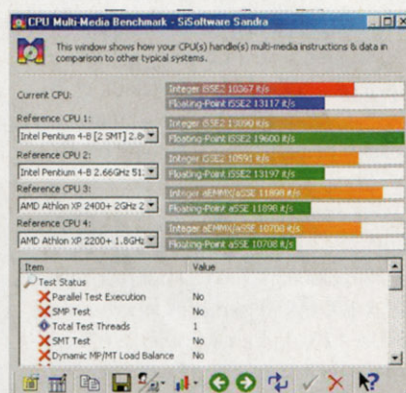 CPU Multi-Media Benchmark - SiSoftware Sandra
This window shows how your CPU(s) handle(s) multi-media instructions & data in
comparison to other typical systems.
Current CPU:
Integer iSSE2 10367 it/s
Floating-Point iSSE2 13117 it/s
Reference CPU 1:
Intel Pentium 4-B [2 SMT] 2.8
Integer iSSE2 13090 it/s
Floating-Point iSSE2 19600 it/s
Reference CPU 2:
Intel Pentium 4-B 2.66GHz 51
Integer iSSE2 10591 it/s
Floating-Point iSSE2 13197 it/s
Reference CPU 3:
AMD Athlon XP 2400+ 2GHz 2
Integer aEMMX/aSSE 11898 it/s
Floating-Point aSSE 11898 it/s
Reference CPU 4:
AMD Athlon XP 2200+ 1.8GHz
Integer aEMMX/aSSE 10708 it/s
Floating-Point aSSE 10708 it/s
Item Value
Test Status
Parallel Test Execution No
SMP Test No
Total Test Threads 1
SMT Test No
Dynamic MP/MT Load Balance No